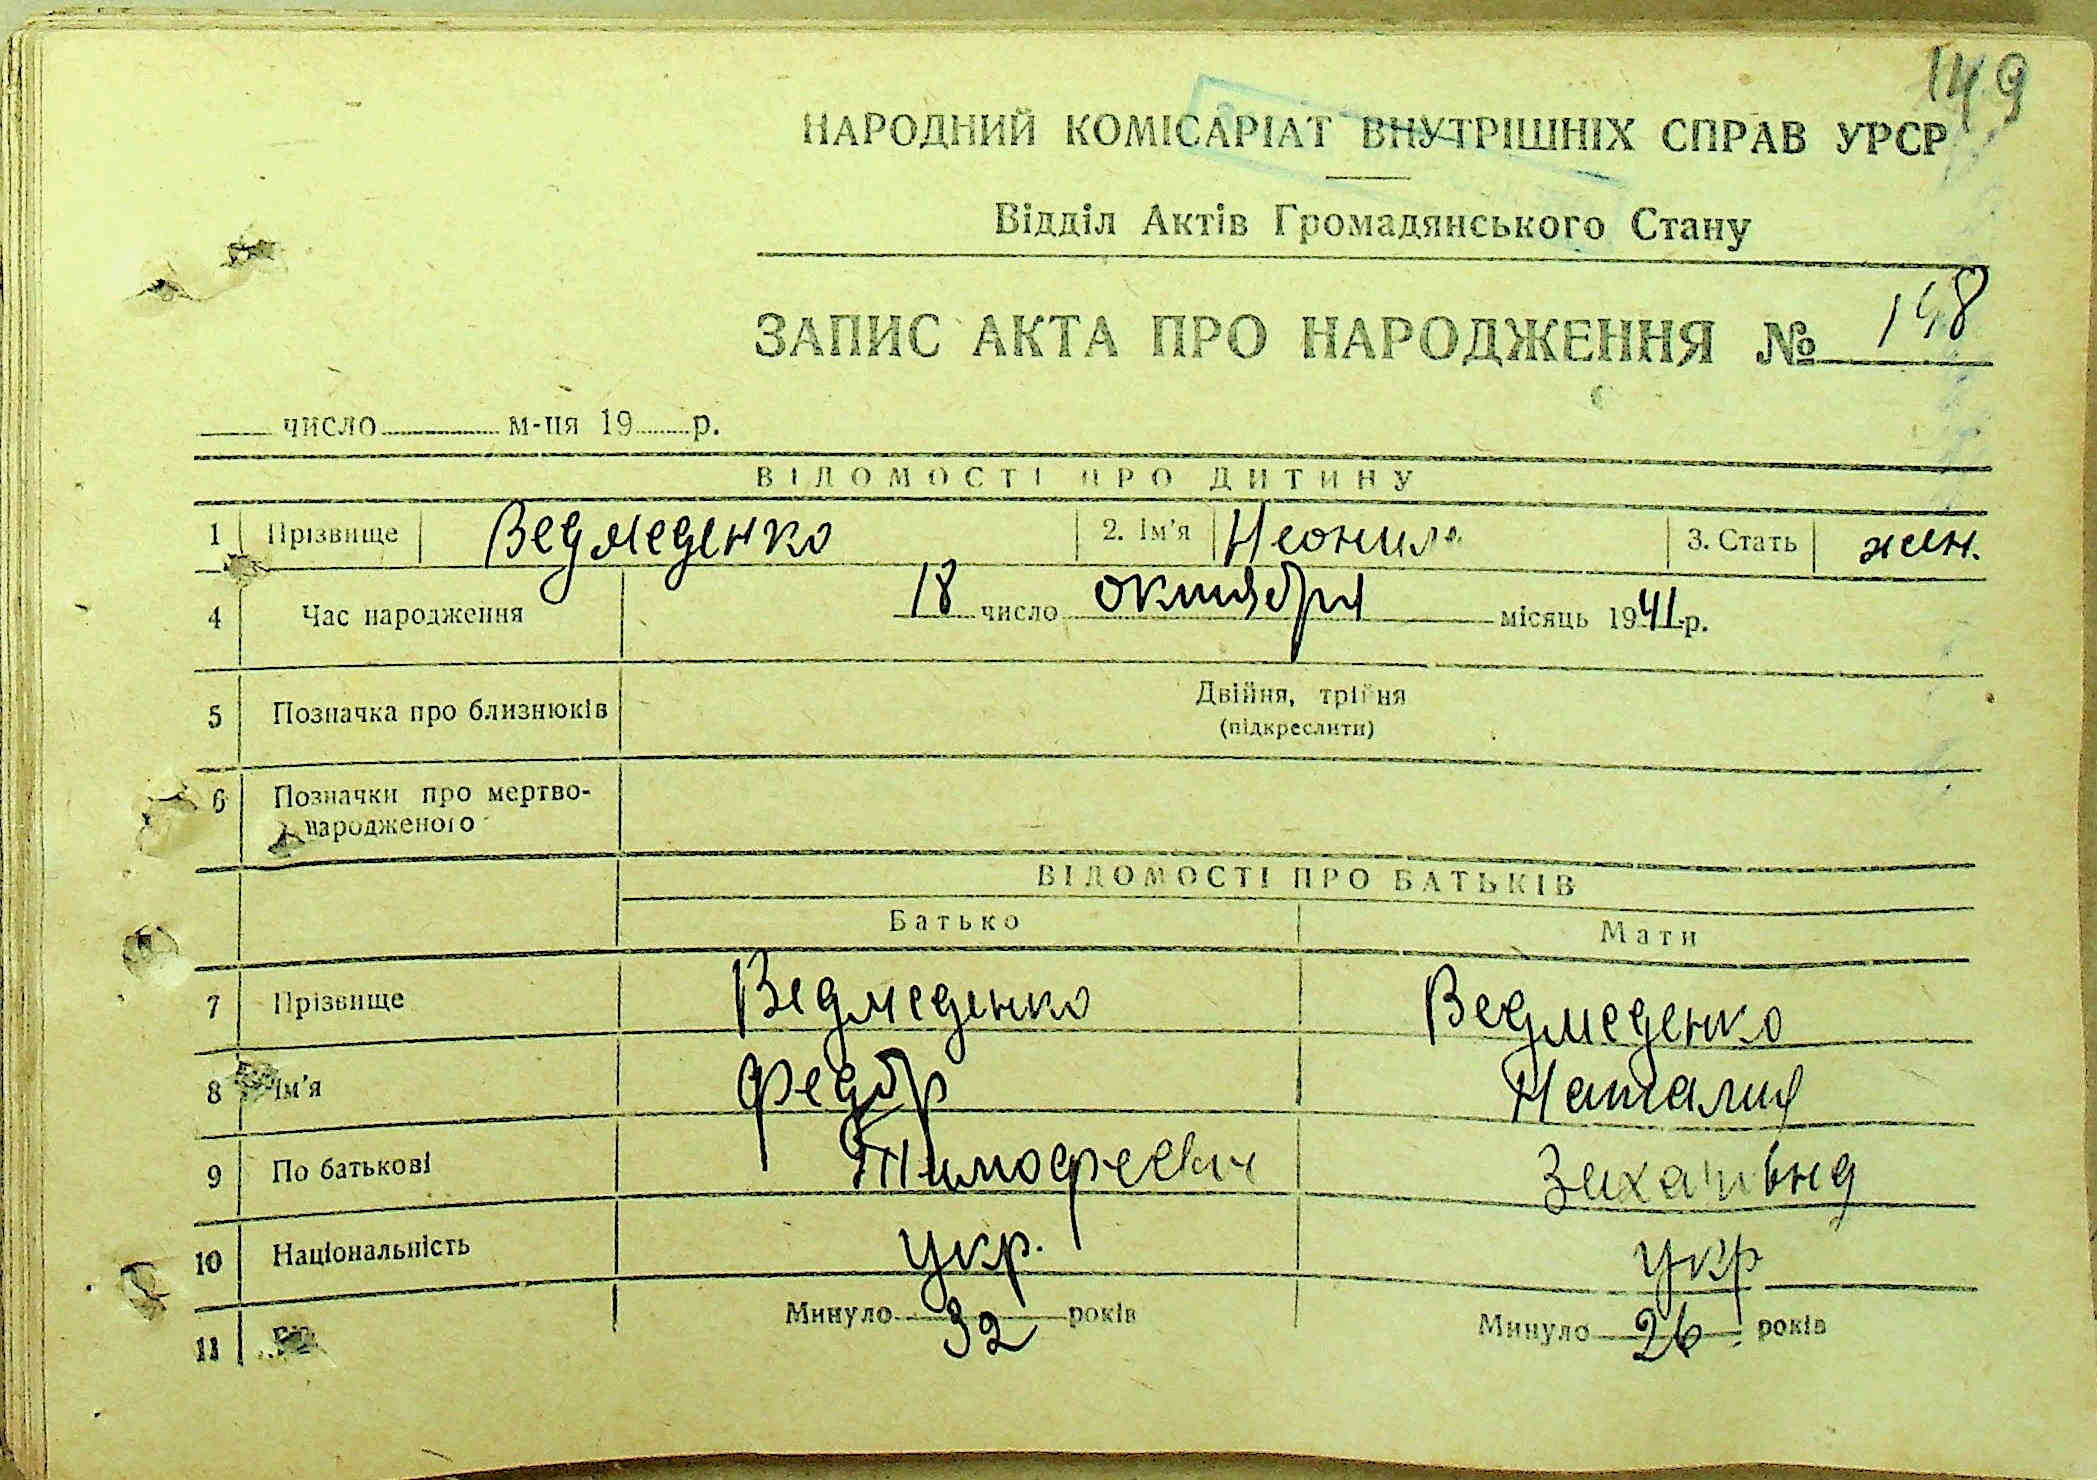 149
НАРОДНИЙ КОМІСАРІАТ ВНУТРІШНІХ СПРАВ УРСР
Відділ Актів Громадянського Стану
ЗАПИС АКТА ПРО НАРОДЖЕННЯ № 148
число м-ця 19 р.
ВІДОМОСТІ ПРО ДИТИНУ
1 Прізвище Ведмеденко 2. Ім'я Неонила 3. Стать жен.
4 Час народження 18 число октября місяць 1941 р.
5 Позначка про близнюків Двійня, трійня
(підкреслити)
6 Позначки про мертво-
народженого
ВІДОМОСТІ ПРО БАТЬКІВ
Батько Мати
7 Прізвище Ведмеденко Ведмеденко
8 Ім'я Федор Наталия
9 По батькові Тимофеевич
10 Національність укр. укр
11 Минуло 32 років Минуло 26 років